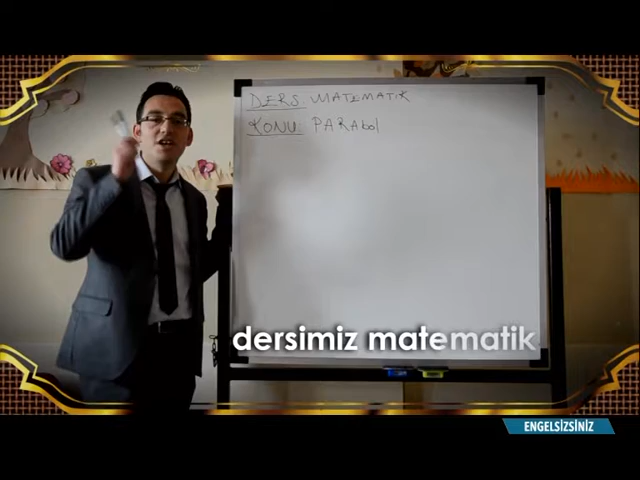 DERS: MATEMATİK
KONU: PARAbol
dersimiz matematik
ENGELSİZSİNİZ